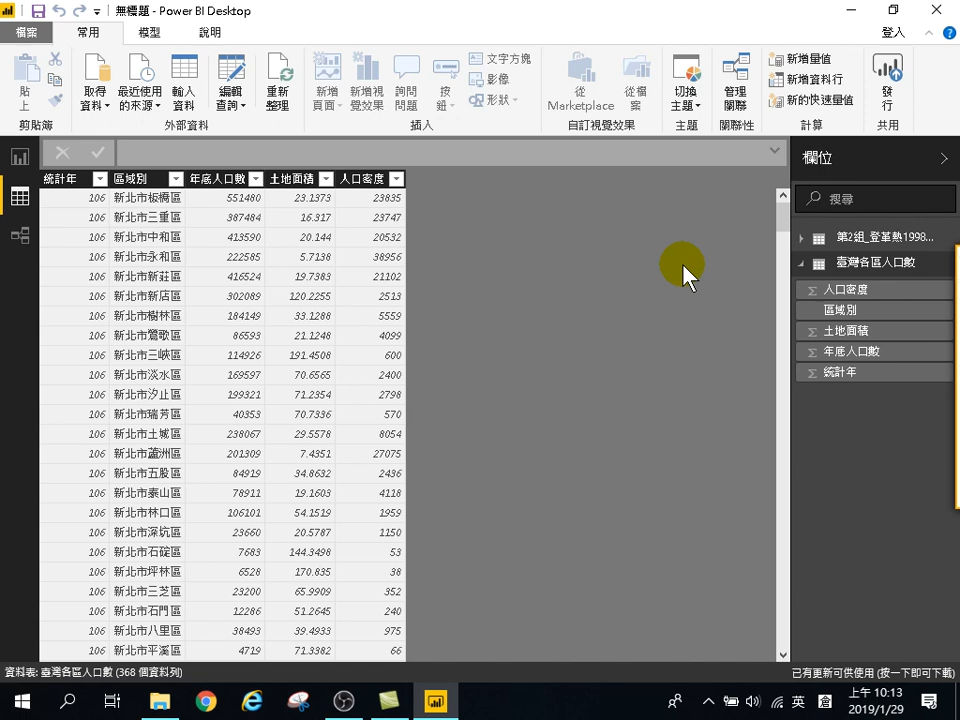 無標題 - Power BI Desktop
檔案 常用 模型 說明 登入
貼上
剪貼簿
取得資料 最近使用的來源 輸入資料 編輯查詢 重新整理
外部資料
新增頁面 新增視覺效果 詢問問題 按鈕
文字方塊
影像
形狀
插入
從 Marketplace 從檔案
自訂視覺效果
切換主題
主題
管理關聯
關聯性
新增量值
新增資料行
新的快速量值
計算
發行
共用
統計年 區域別 年底人口數 土地面積 人口密度
106 新北市板橋區 551480 23.1373 23835
106 新北市三重區 387484 16.317 23747
106 新北市中和區 413590 20.144 20532
106 新北市永和區 222585 5.7138 38956
106 新北市新莊區 416524 19.7383 21102
106 新北市新店區 302089 120.2255 2513
106 新北市樹林區 184149 33.1288 5559
106 新北市鶯歌區 86593 21.1248 4099
106 新北市三峽區 114926 191.4508 600
106 新北市淡水區 169597 70.6565 2400
106 新北市汐止區 199321 71.2354 2798
106 新北市瑞芳區 40353 70.7336 570
106 新北市土城區 238067 29.5578 8054
106 新北市蘆洲區 201309 7.4351 27075
106 新北市五股區 84919 34.8632 2436
106 新北市泰山區 78911 19.1603 4118
106 新北市林口區 106101 54.1519 1959
106 新北市深坑區 23660 20.5787 1150
106 新北市石碇區 7683 144.3498 53
106 新北市坪林區 6528 170.835 38
106 新北市三芝區 23200 65.9909 352
106 新北市石門區 12286 51.2645 240
106 新北市八里區 38493 39.4933 975
106 新北市平溪區 4719 71.3382 66
欄位
搜尋
第2組_登革熱1998...
臺灣各區人口數
Σ 人口密度
區域別
Σ 土地面積
Σ 年底人口數
Σ 統計年
資料表: 臺灣各區人口數 (368 個資料列) 已有更新可供使用 (按一下即可下載)
英
上午 10:13
2019/1/29